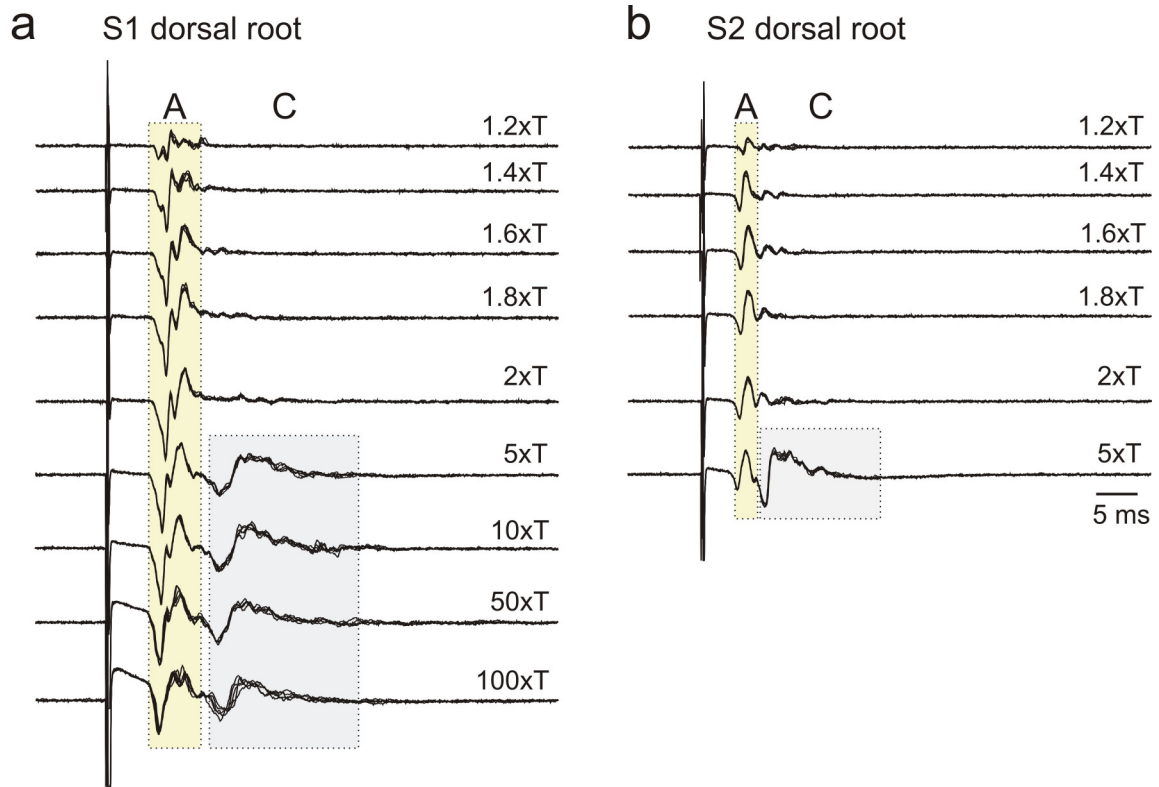 a S1 dorsal root
A C
1.2xT
1.4xT
1.6xT
1.8xT
2xT
5xT
10xT
50xT
100xT
b S2 dorsal root
A C
1.2xT
1.4xT
1.6xT
1.8xT
2xT
5xT
5 ms